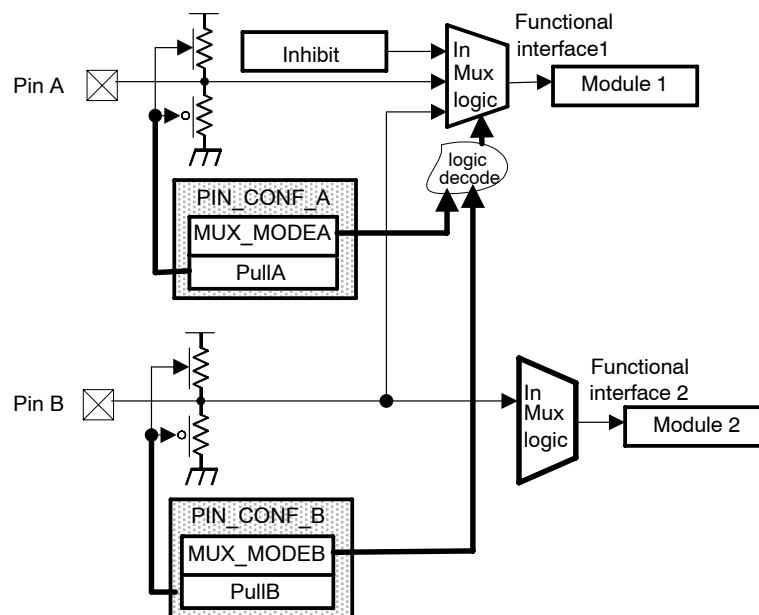 Functional
interface1
Inhibit
In
Mux
logic
Module 1
Pin A
logic
decode
PIN_CONF_A
MUX_MODEA
PullA
Functional
interface 2
Pin B
In
Mux
logic
Module 2
PIN_CONF_B
MUX_MODEB
PullB